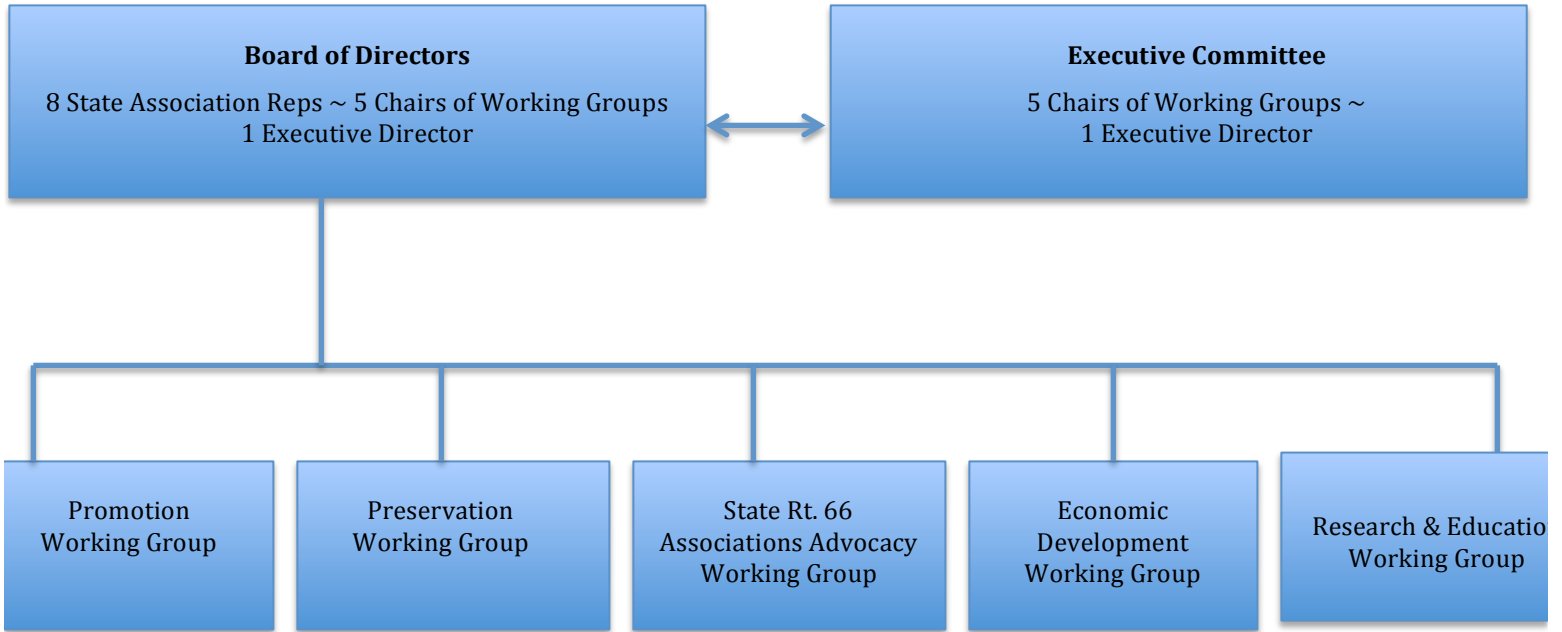 Board of Directors
8 State Association Reps ~ 5 Chairs of Working Groups
1 Executive Director
Executive Committee
5 Chairs of Working Groups ~
1 Executive Director
Promotion
Working Group
Preservation
Working Group
State Rt. 66
Associations Advocacy
Working Group
Economic
Development
Working Group
Research & Educatio
Working Group